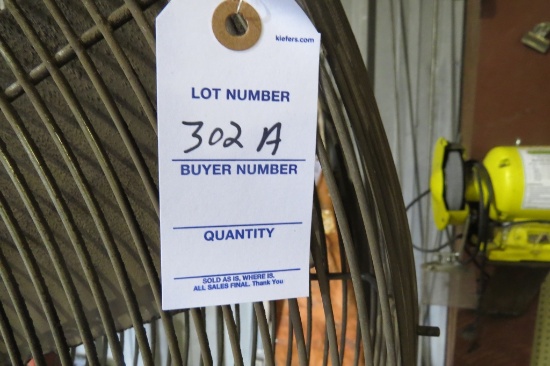 kiefers.com
LOT NUMBER
302 A
BUYER NUMBER
QUANTITY
SOLD AS IS, WHERE IS.
ALL SALES FINAL. Thank You